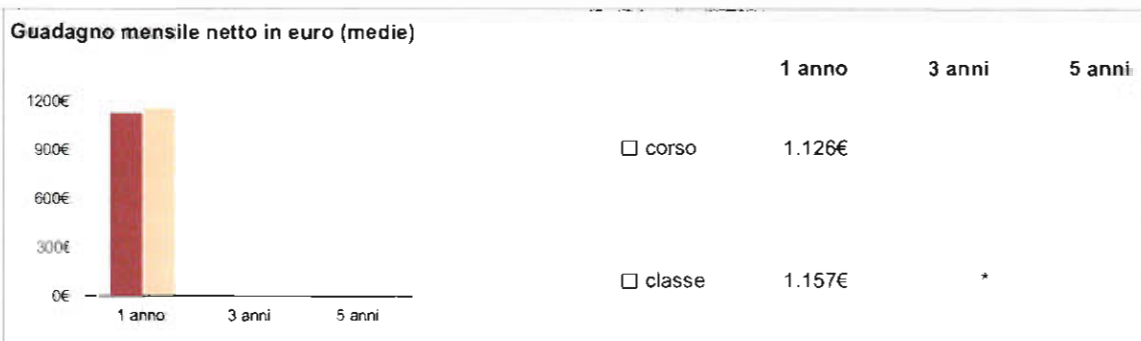 Guadagno mensile netto in euro (medie)
1 anno 3 anni 5 anni
1200€
900€
600€
300€
0€
1 anno 3 anni 5 anni
corso 1.126€
classe 1.157€ *